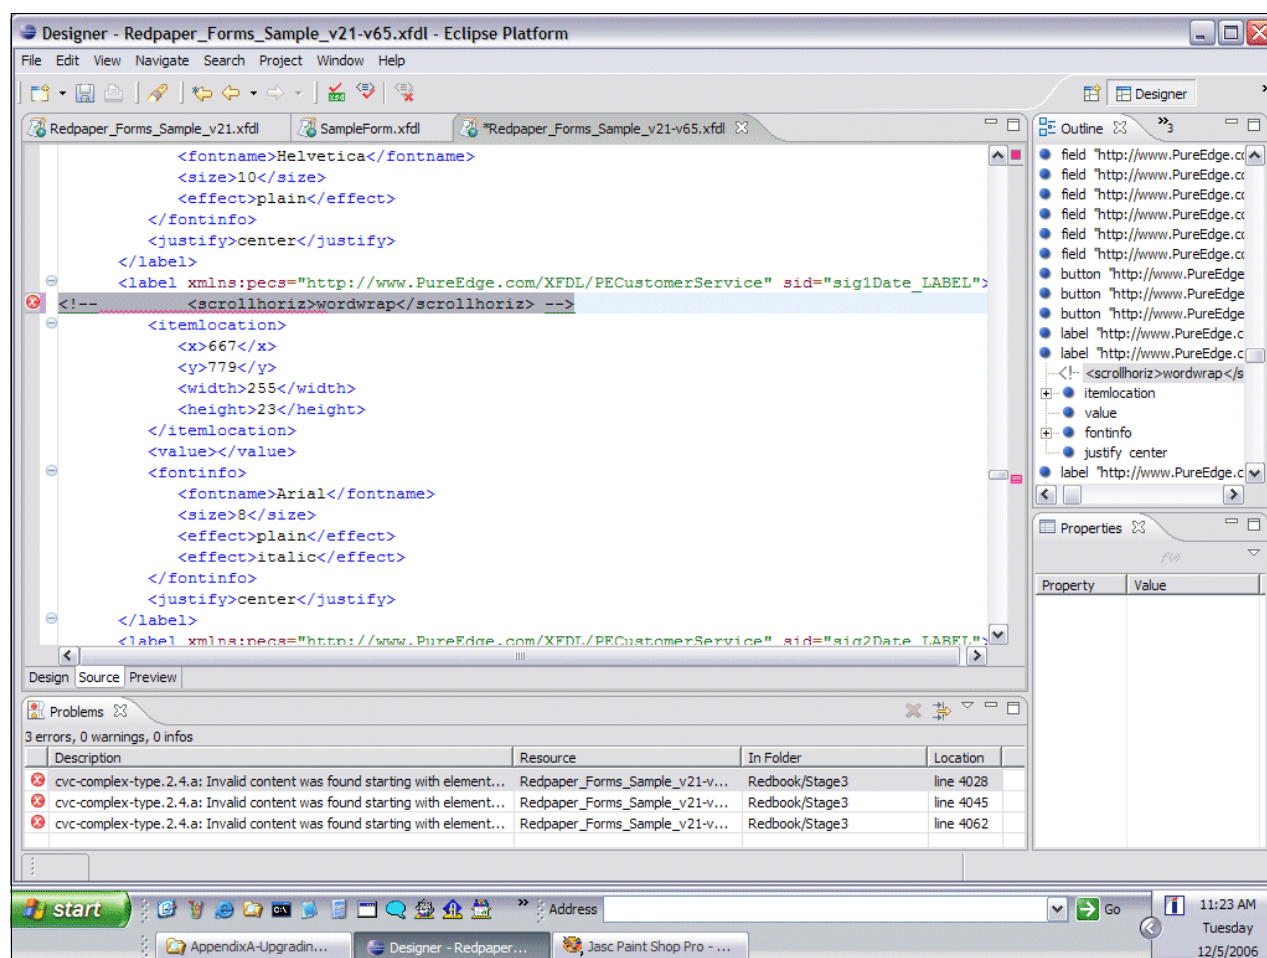 Designer - Redpaper_Forms_Sample_v21-v65.xfdl - Eclipse Platform
File Edit View Navigate Search Project Window Help
Designer
Redpaper_Forms_Sample_v21.xfdl SampleForm.xfdl *Redpaper_Forms_Sample_v21-v65.xfdl
<fontname>Helvetica</fontname>
<size>10</size>
<effect>plain</effect>
</fontinfo>
<justify>center</justify>
</label>
<label xmlns:pecs="http://www.PureEdge.com/XFDL/PECustomerService" sid="sig1Date_LABEL">
<!-- <scrollhoriz>wordwrap</scrollhoriz> -->
<itemlocation>
<x>667</x>
<y>779</y>
<width>255</width>
<height>23</height>
</itemlocation>
<value></value>
<fontinfo>
<fontname>Arial</fontname>
<size>8</size>
<effect>plain</effect>
<effect>italic</effect>
</fontinfo>
<justify>center</justify>
</label>
<label xmlns:pecs="http://www.PureEdge.com/XFDL/PECustomerService" sid="sig2Date_LABEL">
Design Source Preview
Outline »3
field "http://www.PureEdge.co
field "http://www.PureEdge.co
field "http://www.PureEdge.co
field "http://www.PureEdge.co
field "http://www.PureEdge.co
field "http://www.PureEdge.co
button "http://www.PureEdge
button "http://www.PureEdge
button "http://www.PureEdge
label "http://www.PureEdge.c
label "http://www.PureEdge.c
<!-- <scrollhoriz>wordwrap</s
itemlocation
value
fontinfo
justify center
label "http://www.PureEdge.c
Properties
Property Value
Problems
3 errors, 0 warnings, 0 infos
Description Resource In Folder Location
cvc-complex-type.2.4.a: Invalid content was found starting with element... Redpaper_Forms_Sample_v21-v... Redbook/Stage3 line 4028
cvc-complex-type.2.4.a: Invalid content was found starting with element... Redpaper_Forms_Sample_v21-v... Redbook/Stage3 line 4045
cvc-complex-type.2.4.a: Invalid content was found starting with element... Redpaper_Forms_Sample_v21-v... Redbook/Stage3 line 4062
start » Address Go 11:23 AM
Tuesday
AppendixA-Upgradin... Designer - Redpaper... Jasc Paint Shop Pro - ... 12/5/2006